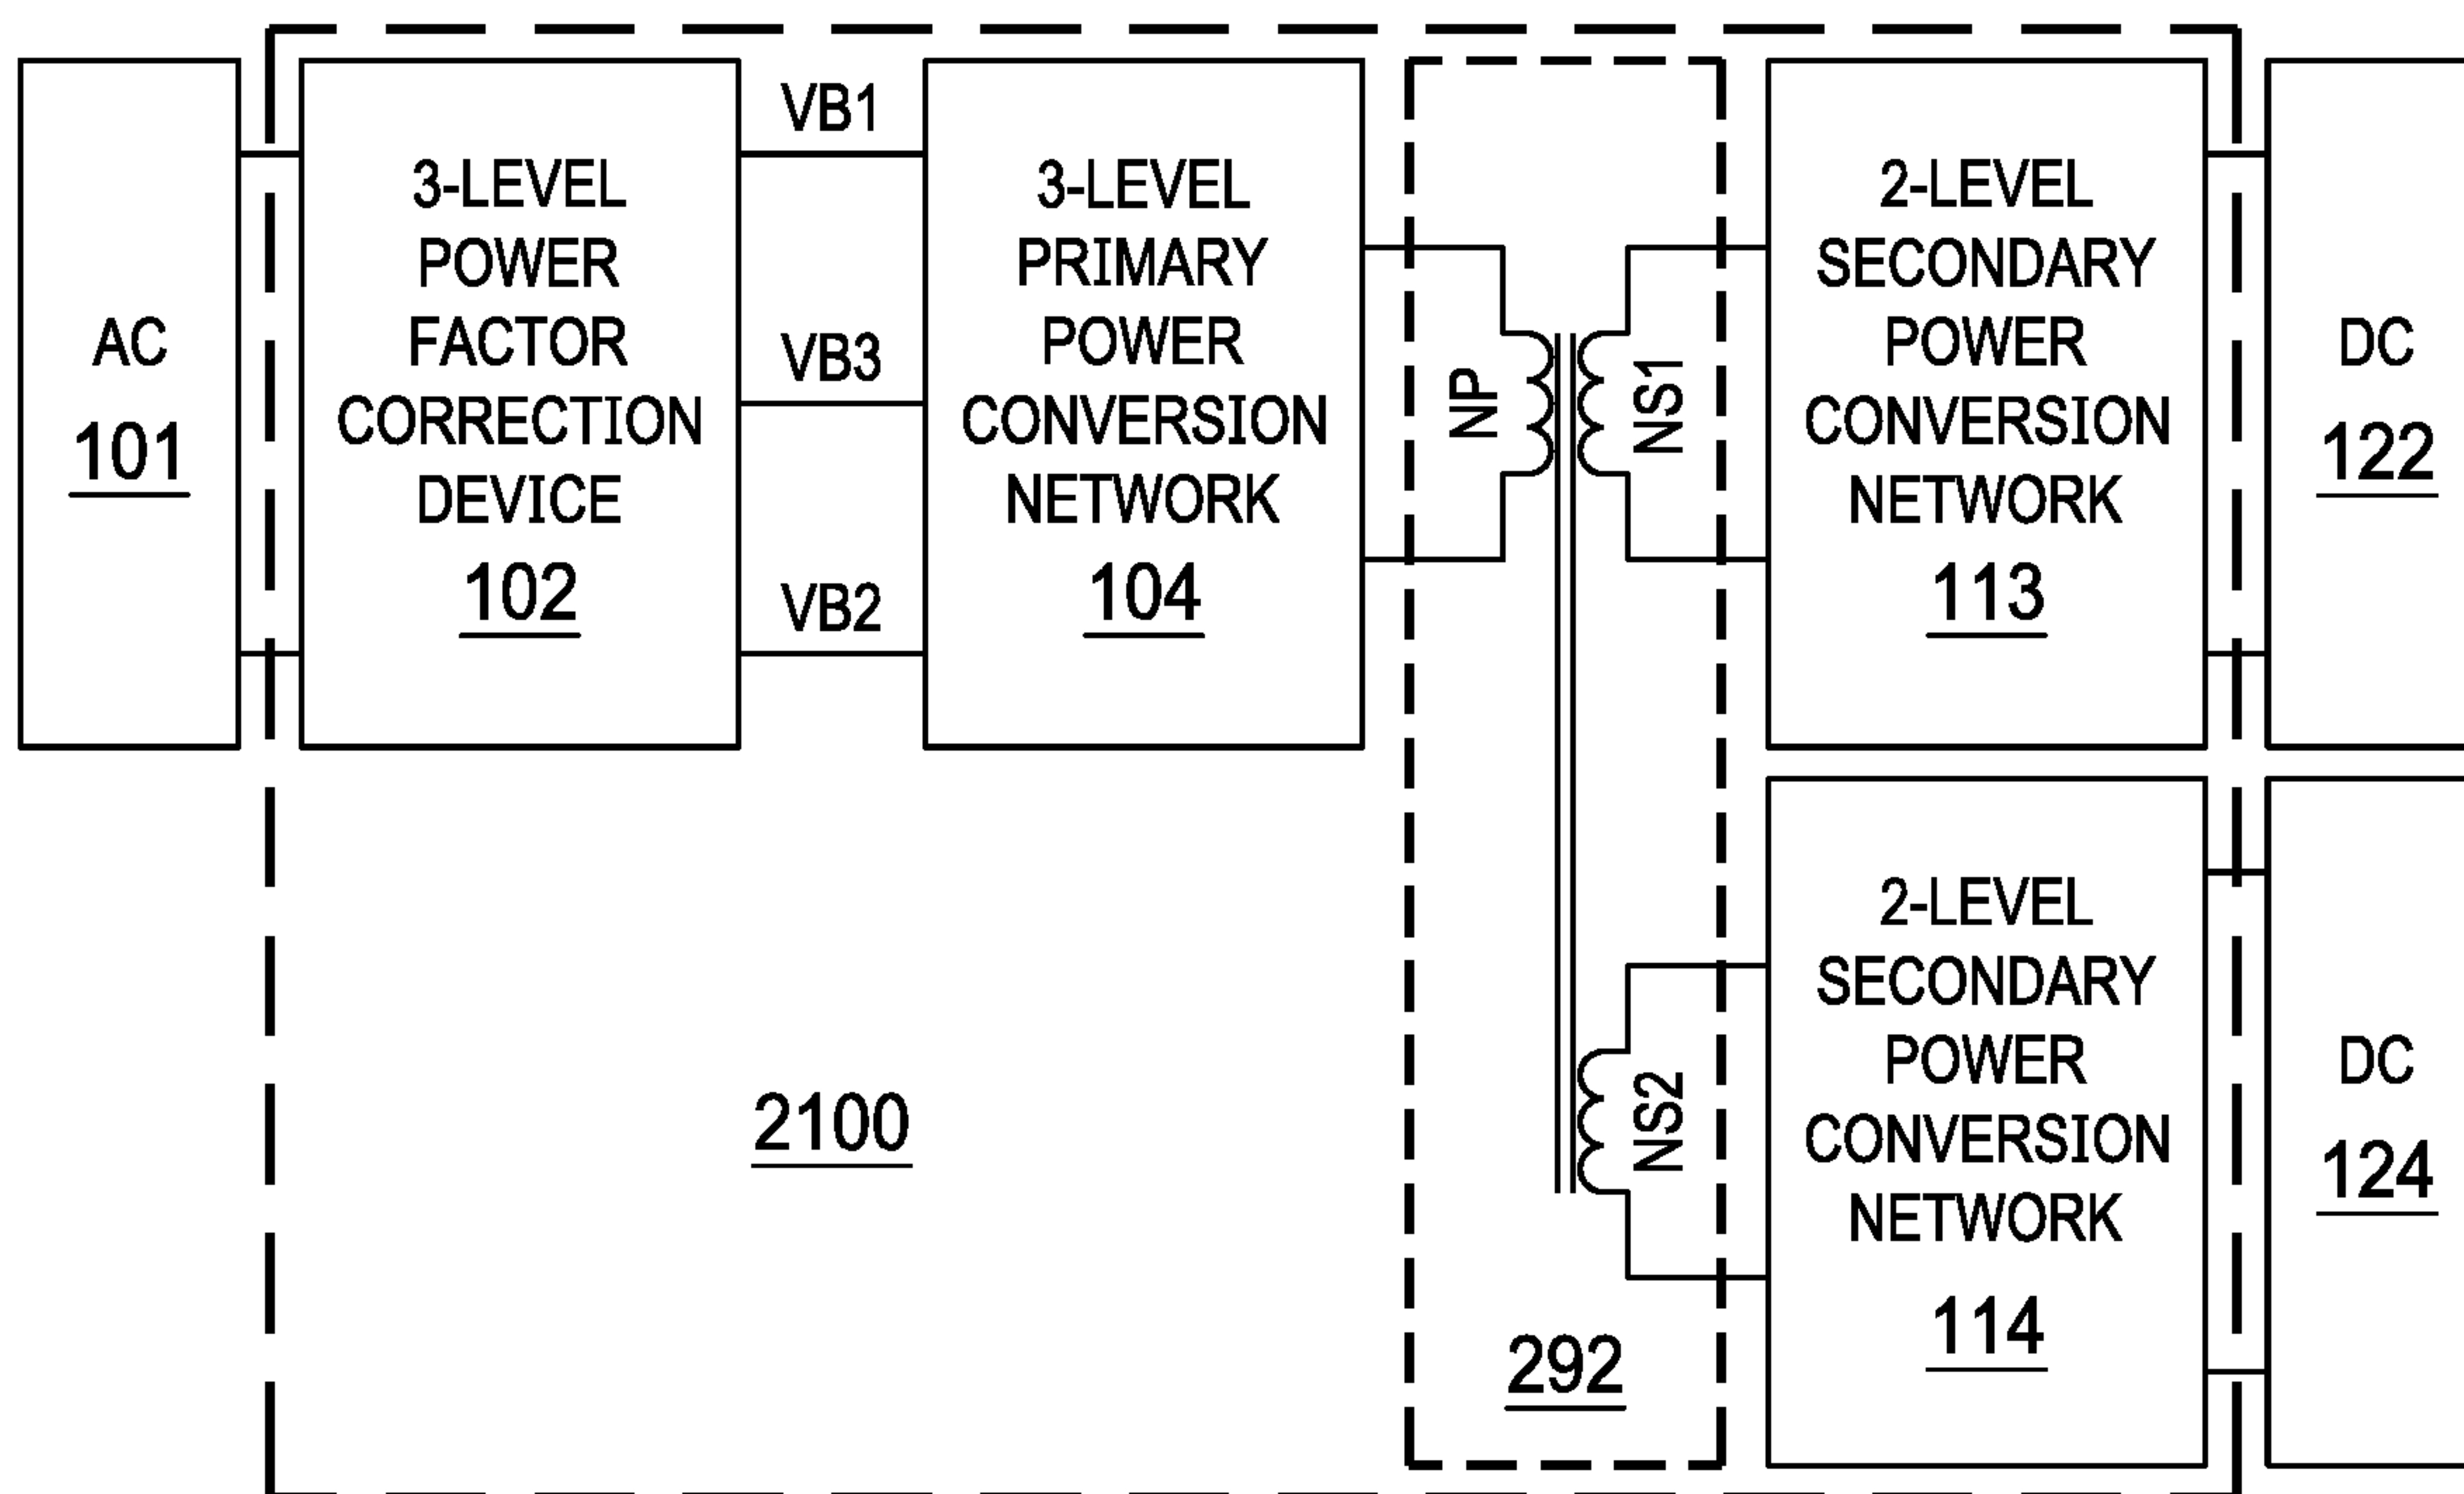 AC
101
3-LEVEL
POWER
FACTOR
CORRECTION
DEVICE
102
VB1
VB3
VB2
3-LEVEL
PRIMARY
POWER
CONVERSION
NETWORK
104
NP
NS1
2-LEVEL
SECONDARY
POWER
CONVERSION
NETWORK
113
DC
122
2100
NS2
292
2-LEVEL
SECONDARY
POWER
CONVERSION
NETWORK
114
DC
124